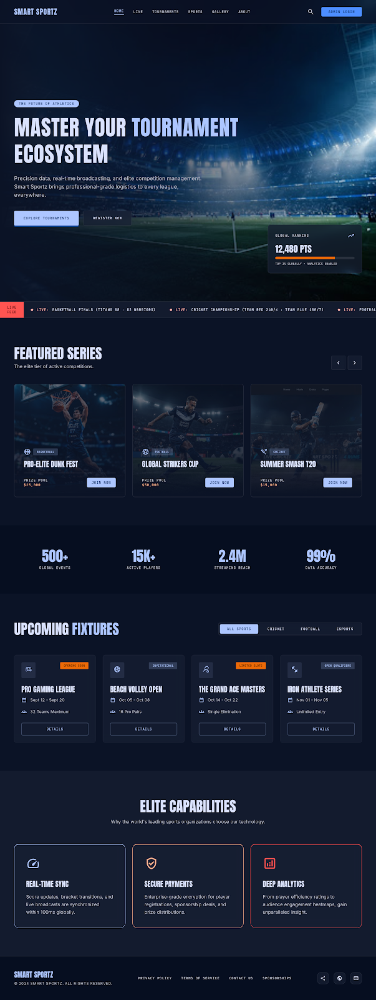 SMART SPORTZ
HOME LIVE TOURNAMENTS SPORTS GALLERY ABOUT
ADMIN LOGIN
THE FUTURE OF ATHLETICS
MASTER YOUR TOURNAMENT
ECOSYSTEM
Precision data, real-time broadcasting, and elite competition management.
Smart Sportz brings professional-grade logistics to every league,
everywhere.
EXPLORE TOURNAMENTS
REGISTER NOW
GLOBAL RANKING
12,480 PTS
TOP 2% GLOBALLY • ANALYTICS ENABLED
LIVE
FEED
LIVE: BASKETBALL FINALS (TITANS 88 : 82 WARRIORS)
LIVE: CRICKET CHAMPIONSHIP (TEAM RED 240/4 : TEAM BLUE 180/7)
LIVE: FOOTBAL
FEATURED SERIES
The elite tier of active competitions.
BASKETBALL
PRO-ELITE DUNK FEST
PRIZE POOL
$25,000
JOIN NOW
FOOTBALL
GLOBAL STRIKERS CUP
PRIZE POOL
$50,000
JOIN NOW
CRICKET
SUMMER SMASH T20
PRIZE POOL
$15,000
JOIN NOW
500+
GLOBAL EVENTS
15K+
ACTIVE PLAYERS
2.4M
STREAMING REACH
99%
DATA ACCURACY
UPCOMING FIXTURES
ALL SPORTS CRICKET FOOTBALL ESPORTS
OPENING SOON
PRO GAMING LEAGUE
Sept 12 - Sept 20
32 Teams Maximum
DETAILS
INVITATIONAL
BEACH VOLLEY OPEN
Oct 05 - Oct 08
16 Pro Pairs
DETAILS
LIMITED SLOTS
THE GRAND ACE MASTERS
Oct 14 - Oct 22
Single Elimination
DETAILS
OPEN QUALIFIERS
IRON ATHLETE SERIES
Nov 01 - Nov 05
Unlimited Entry
DETAILS
ELITE CAPABILITIES
Why the world's leading sports organizations choose our technology.
REAL-TIME SYNC
Score updates, bracket transitions, and
live broadcasts are synchronized
within 100ms globally.
SECURE PAYMENTS
Enterprise-grade encryption for player
registrations, sponsorship deals, and
prize distributions.
DEEP ANALYTICS
From player efficiency ratings to
audience engagement heatmaps, gain
unparalleled insight.
SMART SPORTZ
© 2024 SMART SPORTZ. ALL RIGHTS RESERVED.
PRIVACY POLICY TERMS OF SERVICE CONTACT US SPONSORSHIPS